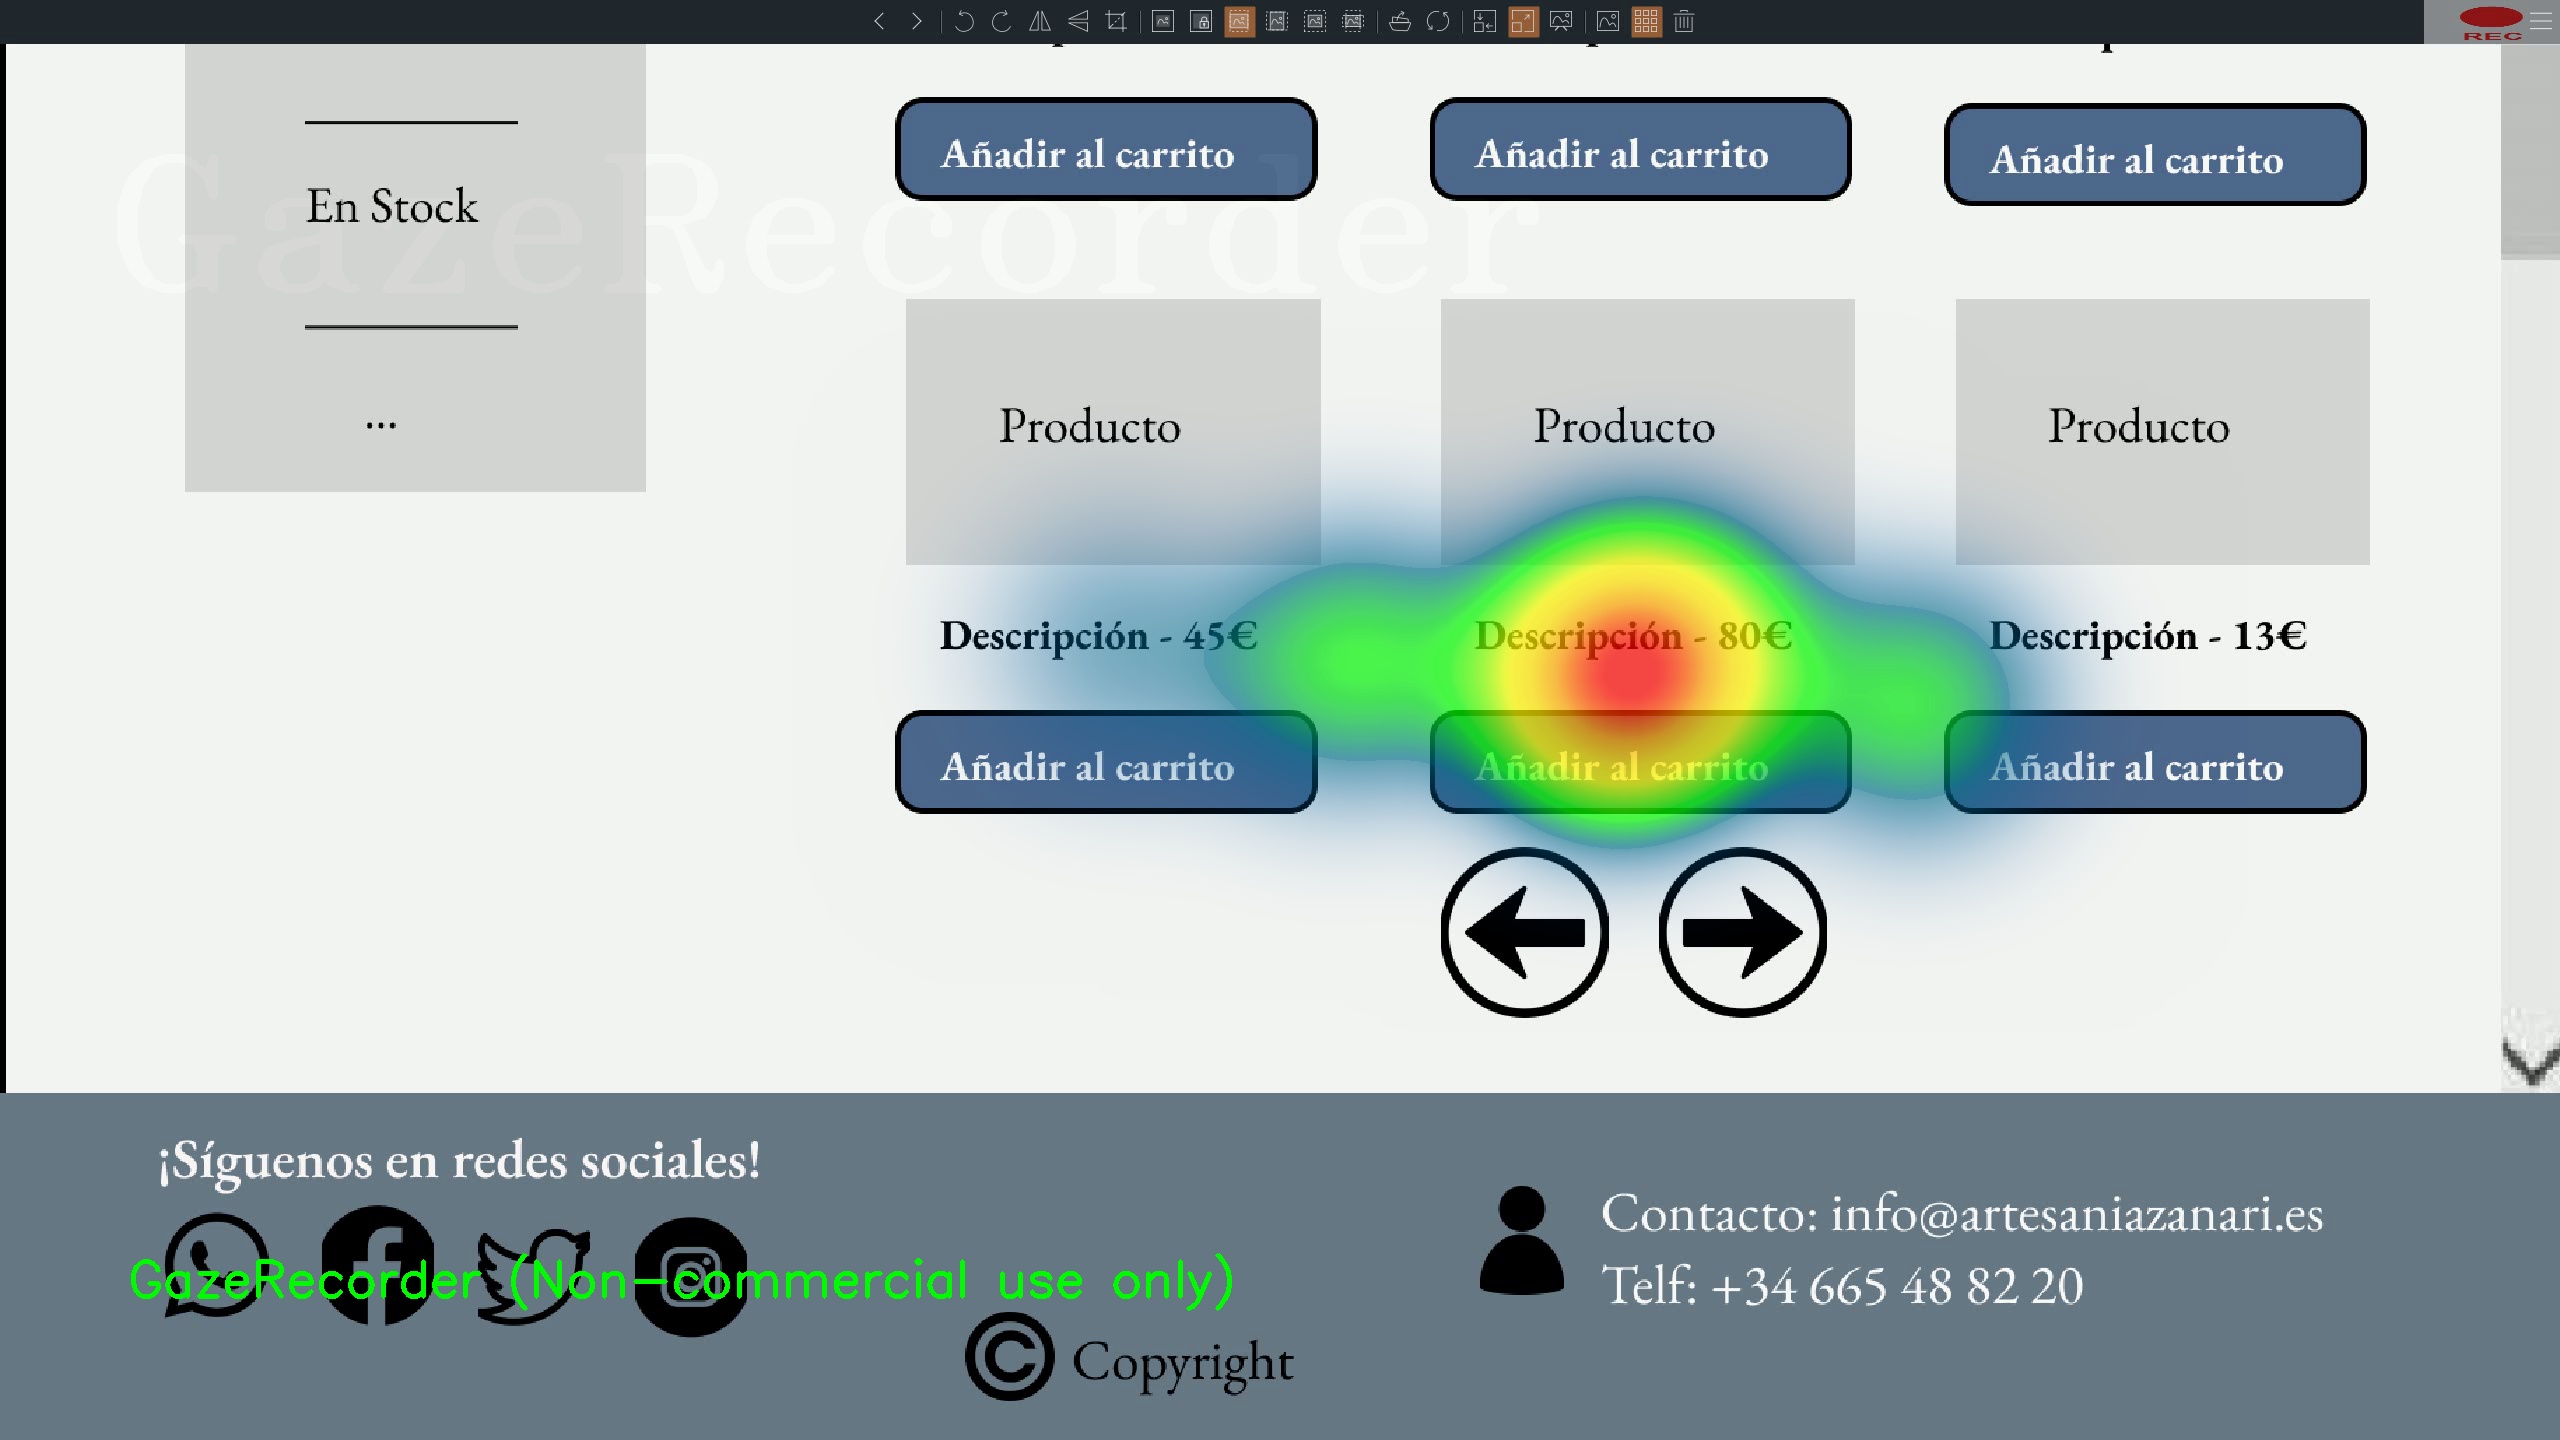 REC
Añadir al carrito
Añadir al carrito
Añadir al carrito
En Stock
GazeRecorder
...
Producto
Producto
Producto
Descripción - 45€
Descripción - 80€
Descripción - 13€
Añadir al carrito
Añadir al carrito
Añadir al carrito
¡Síguenos en redes sociales!
GazeRecorder (Non-commercial use only)
Contacto: info@artesaniazanari.es
Telf: +34 665 48 82 20
© Copyright